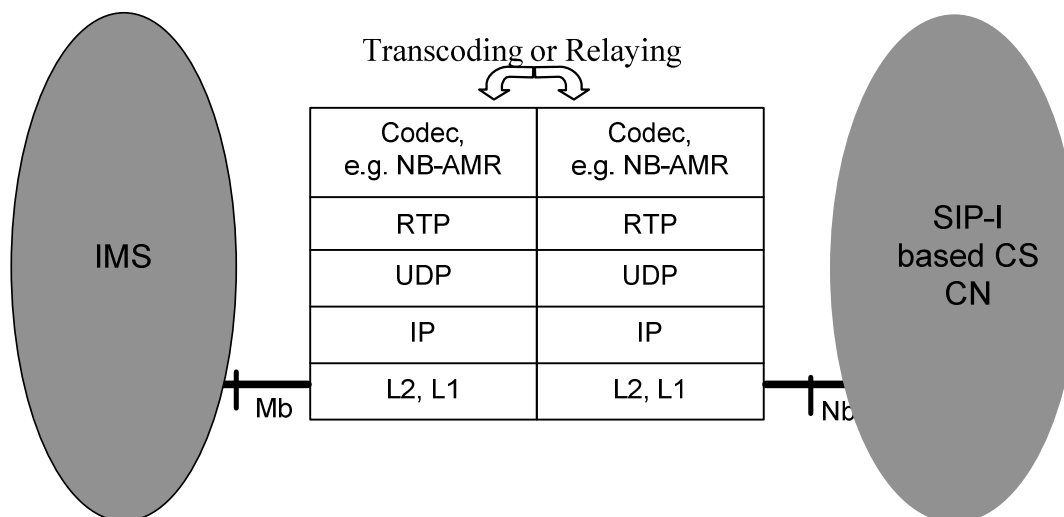 Transcoding or Relaying
Codec,
e.g. NB-AMR
Codec,
e.g. NB-AMR
RTP
RTP
UDP
UDP
IP
IP
L2, L1
L2, L1
IMS
Mb
SIP-I
based CS
CN
Nb